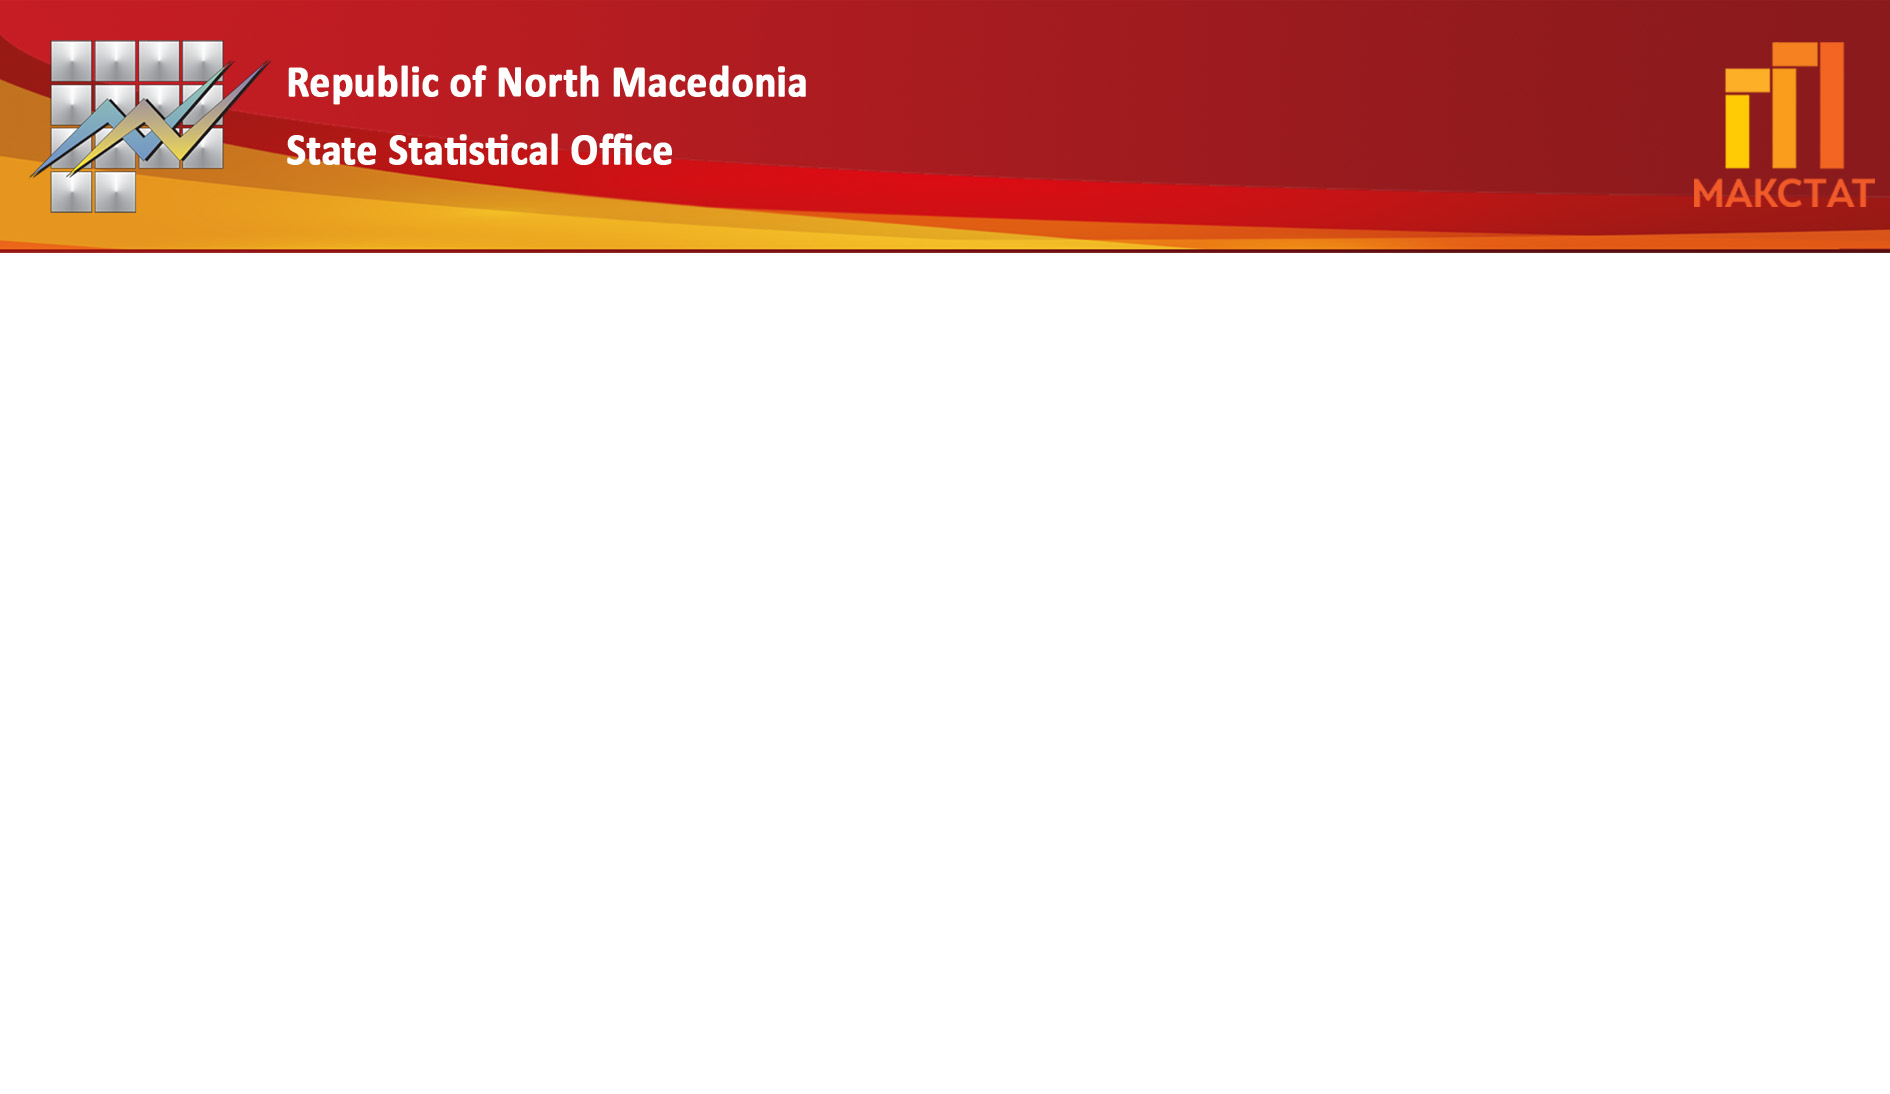 Republic of North Macedonia
State Statistical Office
МАКСТАТ